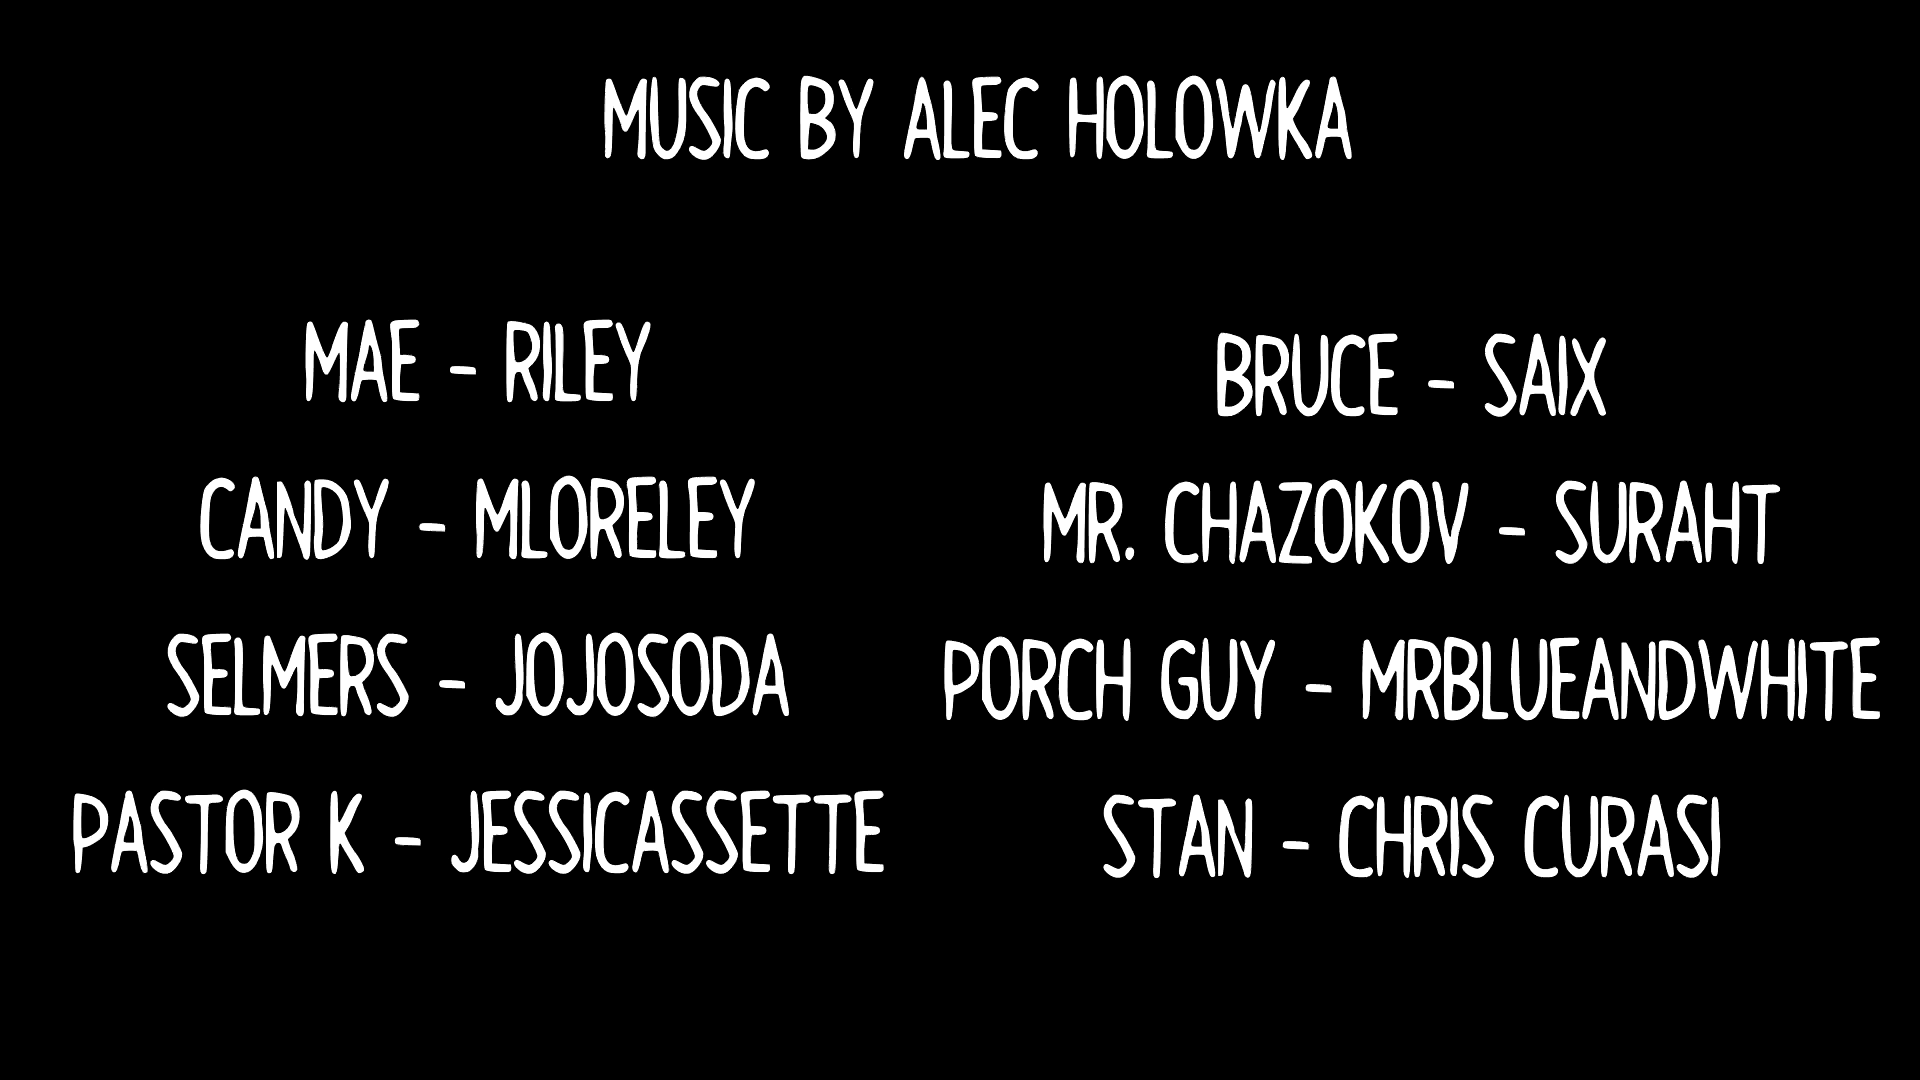 MUSIC BY ALEC HOLOWKA
MAE - RILEY
CANDY - MLORELEY
SELMERS - JOJOSODA
PASTOR K - JESSICASSETTE
BRUCE - SAIX
MR. CHAZOKOV - SURAHT
PORCH GUY - MRBLUEANDWHITE
STAN - CHRIS CURASI